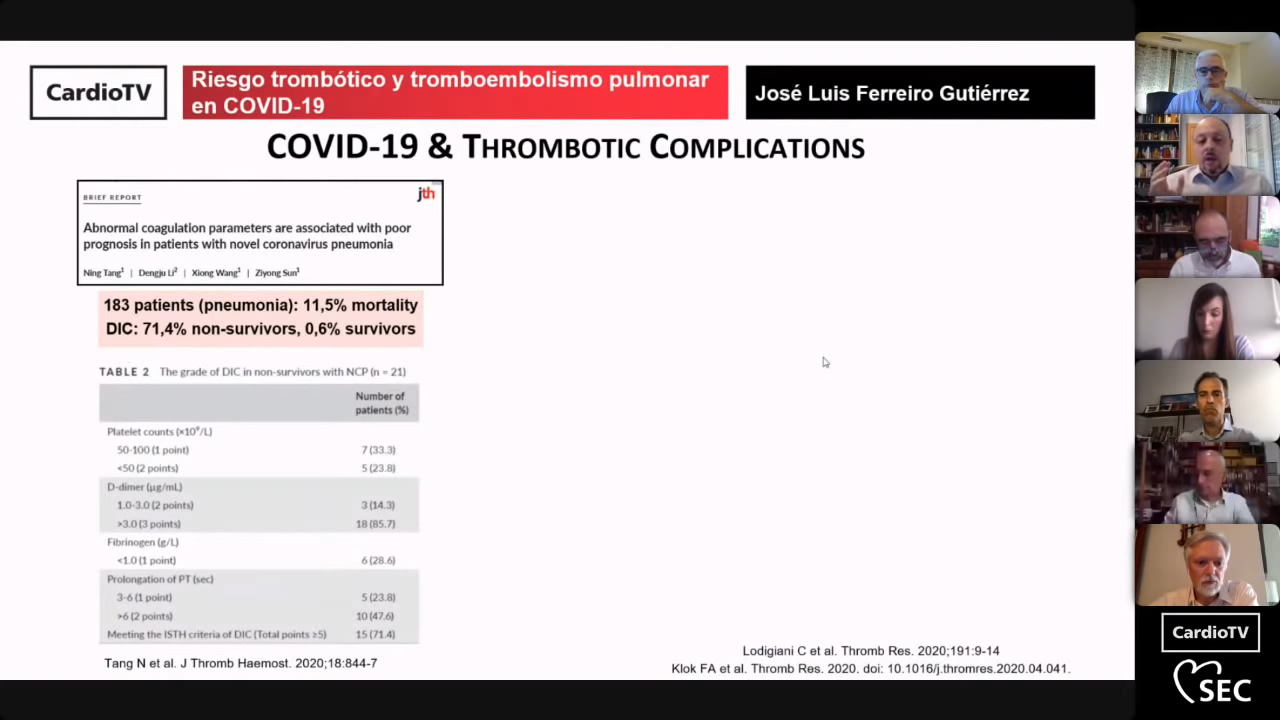 CardioTV
Riesgo trombótico y tromboembolismo pulmonar
en COVID-19
José Luis Ferreiro Gutiérrez
COVID-19 & THROMBOTIC COMPLICATIONS
BRIEF REPORT
jth
Abnormal coagulation parameters are associated with poor
prognosis in patients with novel coronavirus pneumonia
Ning Tang¹ | Dengju Li² | Xiong Wang¹ | Ziyong Sun¹
183 patients (pneumonia): 11,5% mortality
DIC: 71,4% non-survivors, 0,6% survivors
TABLE 2 The grade of DIC in non-survivors with NCP (n = 21)
Number of
patients (%)
Platelet counts (×10⁹/L)
50-100 (1 point) 7 (33.3)
<50 (2 points) 5 (23.8)
D-dimer (μg/mL)
1.0-3.0 (2 points) 3 (14.3)
>3.0 (3 points) 18 (85.7)
Fibrinogen (g/L)
<1.0 (1 point) 6 (28.6)
Prolongation of PT (sec)
3-6 (1 point) 5 (23.8)
>6 (2 points) 10 (47.6)
Meeting the ISTH criteria of DIC (Total points ≥5) 15 (71.4)
Tang N et al. J Thromb Haemost. 2020;18:844-7
Lodigiani C et al. Thromb Res. 2020;191:9-14
Klok FA et al. Thromb Res. 2020. doi: 10.1016/j.thromres.2020.04.041.
CardioTV
SEC